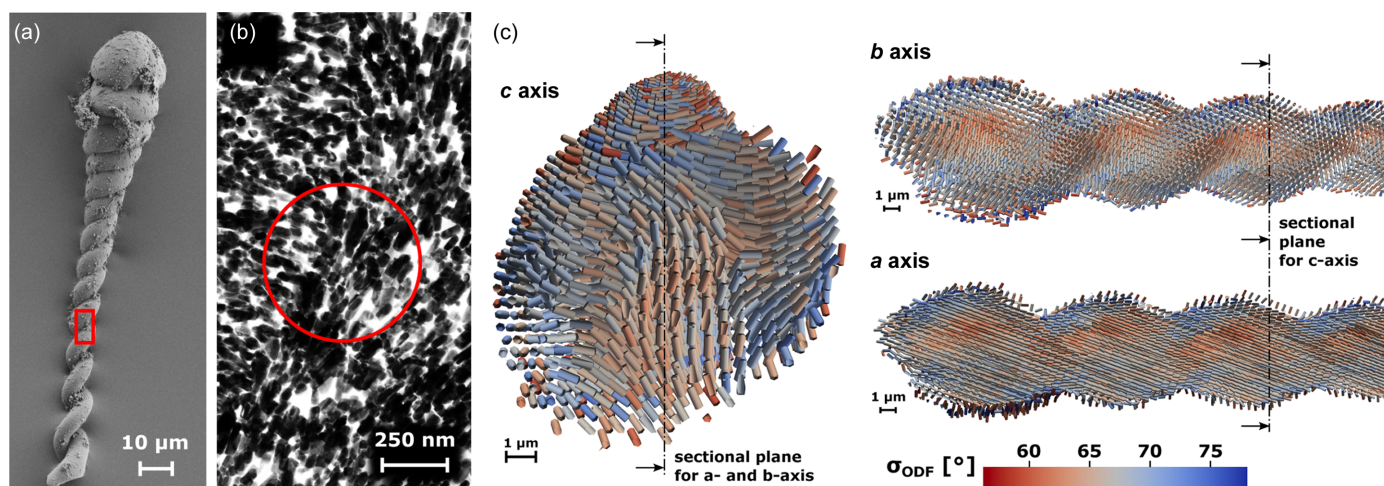 (a)
10 μm
(b)
250 nm
(c)
c axis
1 μm
sectional plane
for a- and b-axis
b axis
1 μm
sectional
plane
for c-axis
a axis
1 μm
σODF [°]
60 65 70 75